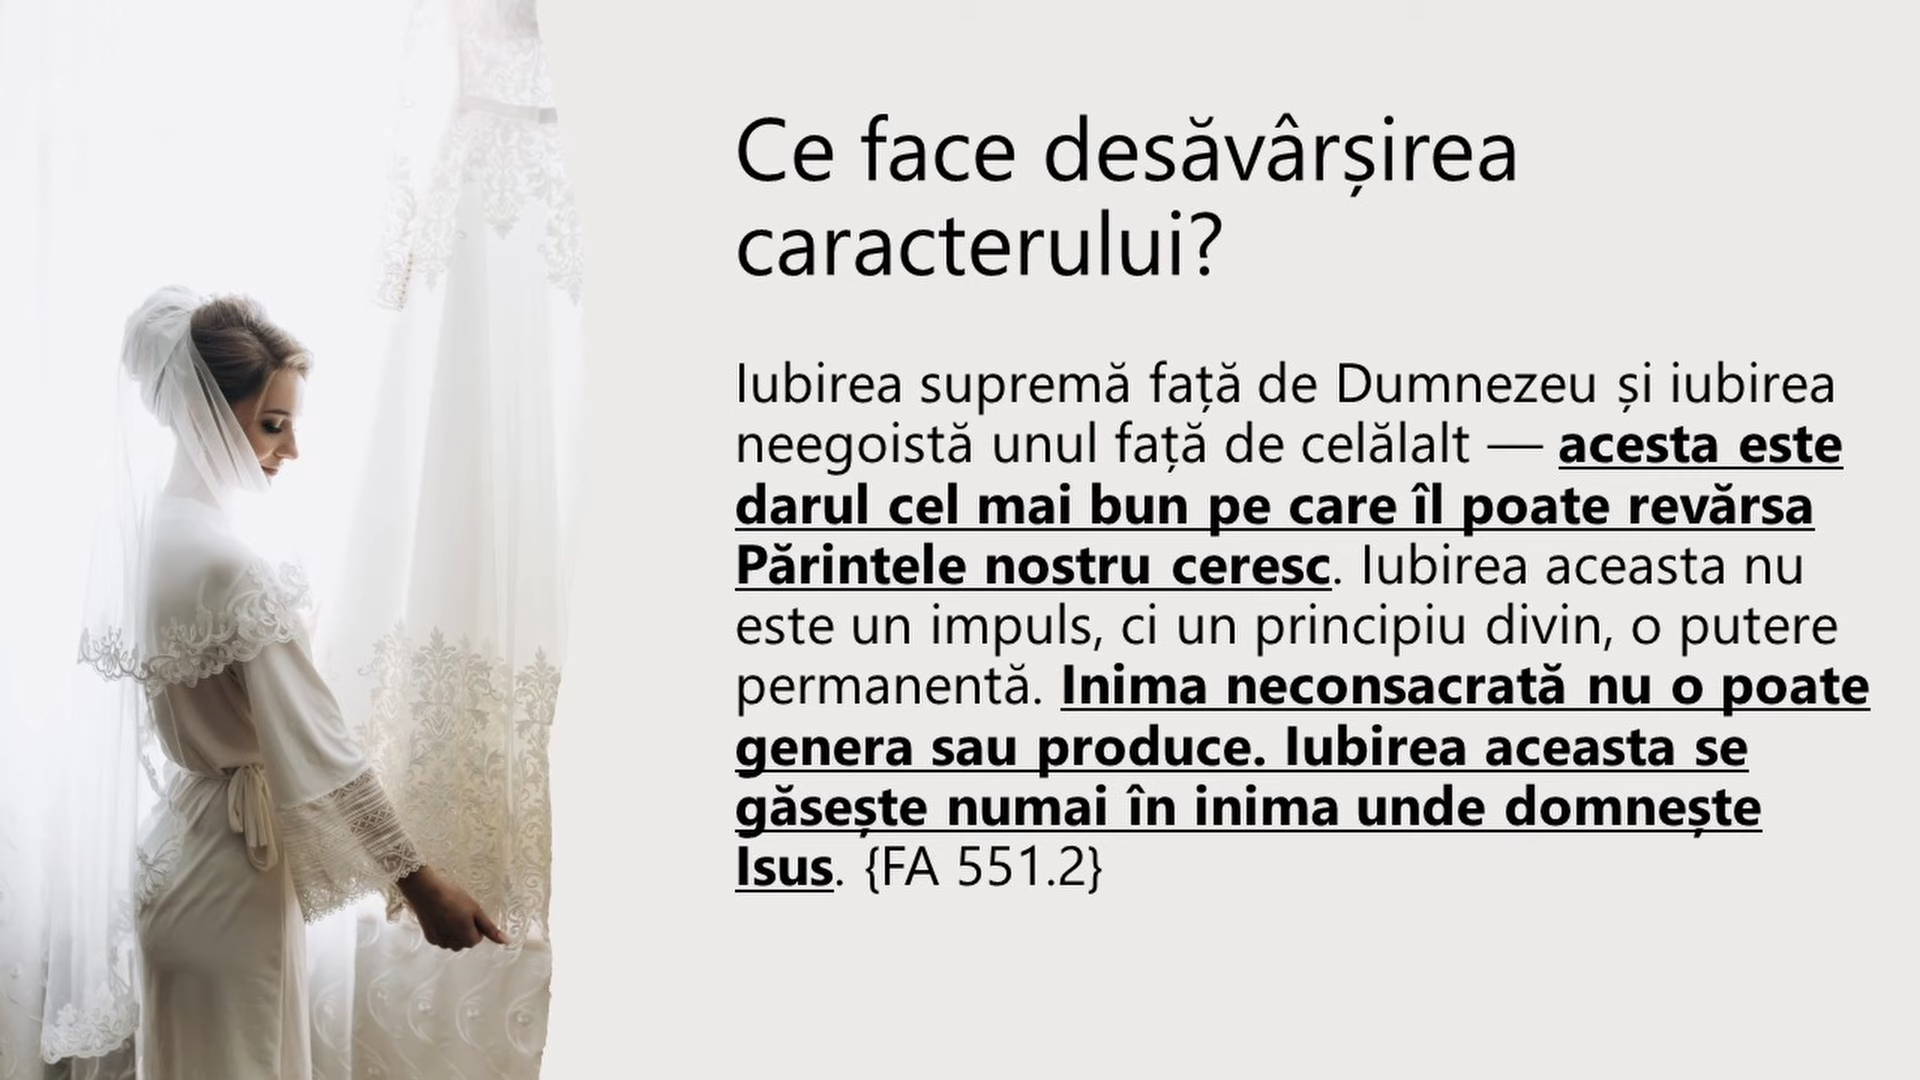 Ce face desăvârșirea
caracterului?
Iubirea supremă față de Dumnezeu și iubirea
neegoistă unul față de celălalt — acesta este
darul cel mai bun pe care îl poate revărsa
Părintele nostru ceresc. Iubirea aceasta nu
este un impuls, ci un principiu divin, o putere
permanentă. Inima neconsacrată nu o poate
genera sau produce. Iubirea aceasta se
găsește numai în inima unde domnește
Isus. {FA 551.2}